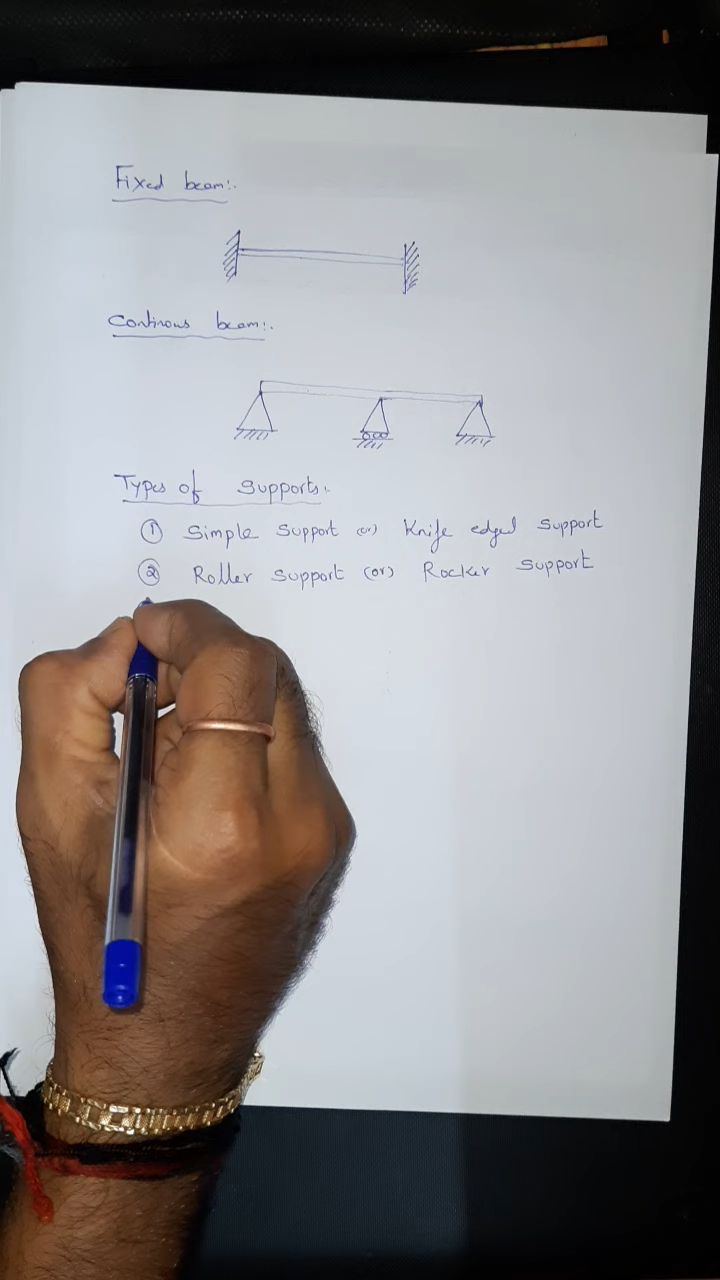 Fixed beam:.
Continous beam:.
Types of supports:.
① Simple support (or) Knife edged support
② Roller support (or) Rocker support